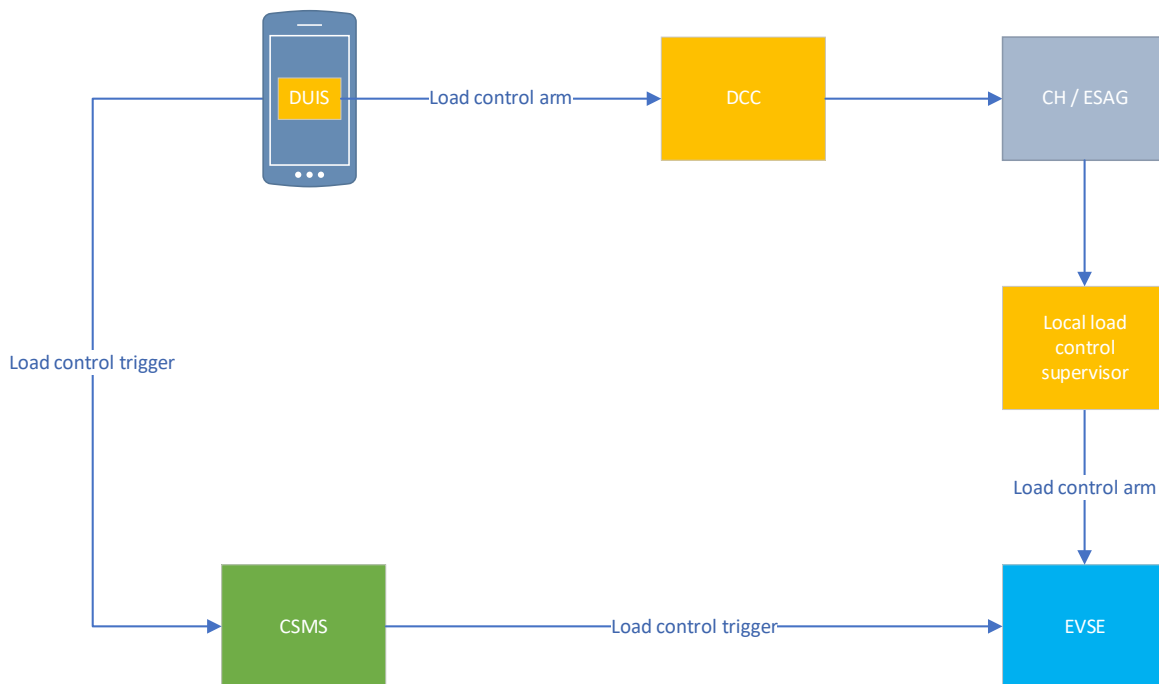 DUIS
Load control arm
DCC
CH / ESAG
Local load
control
supervisor
Load control trigger
Load control arm
CSMS
Load control trigger
EVSE